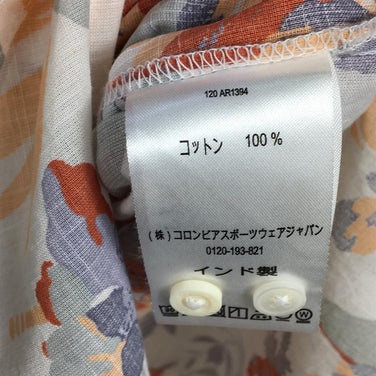 120 AR1394
コットン 100 %
(株)コロンビアスポーツウェアジャパン
0120-193-821
インド製